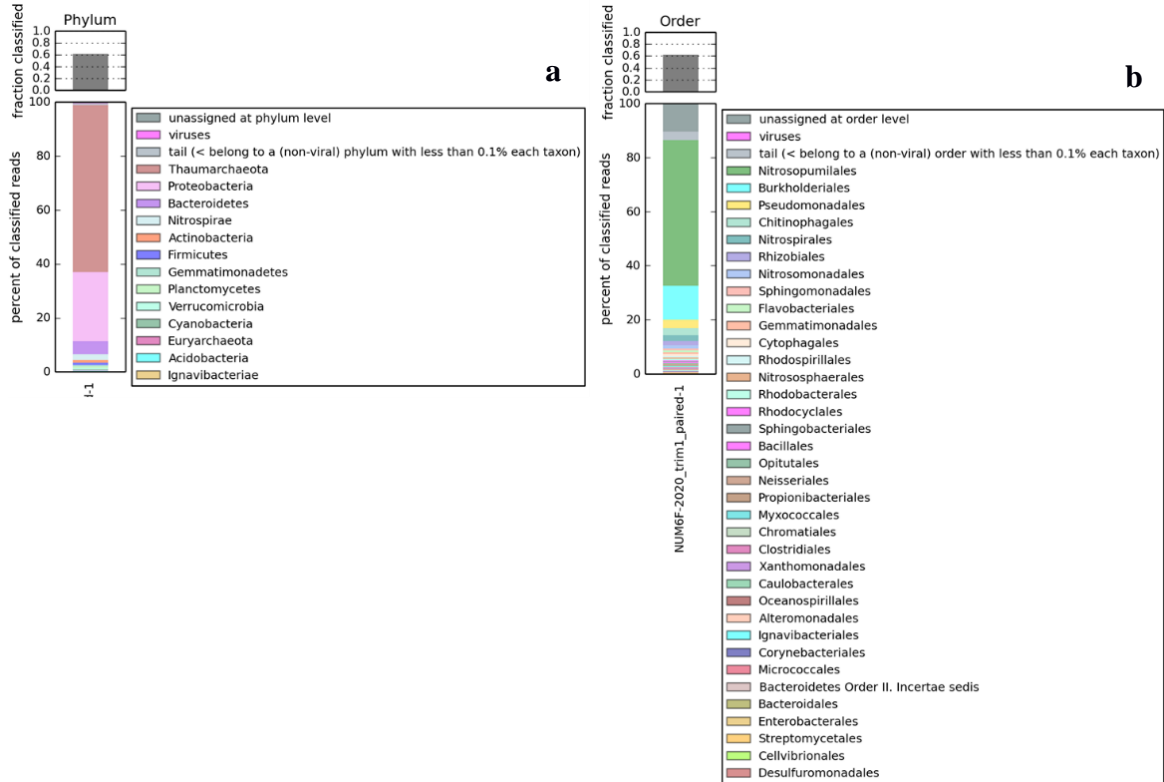 Phylum
fraction classified
1.0
0.8
0.6
0.4
0.2
0.0
a
percent of classified reads
100
80
60
40
20
0
unassigned at phylum level
viruses
tail (< belong to a (non-viral) phylum with less than 0.1% each taxon)
Thaumarchaeota
Proteobacteria
Bacteroidetes
Nitrospirae
Actinobacteria
Firmicutes
Gemmatimonadetes
Planctomycetes
Verrucomicrobia
Cyanobacteria
Euryarchaeota
Acidobacteria
Ignavibacteriae
Order
fraction classified
1.0
0.8
0.6
0.4
0.2
0.0
b
percent of classified reads
100
80
60
40
20
0
NUM6F-2020_trim1_paired-1
unassigned at order level
viruses
tail (< belong to a (non-viral) order with less than 0.1% each taxon)
Nitrosopumilales
Burkholderiales
Pseudomonadales
Chitinophagales
Nitrospirales
Rhizobiales
Nitrosomonadales
Sphingomonadales
Flavobacteriales
Gemmatimonadales
Cytophagales
Rhodospirillales
Nitrososphaerales
Rhodobacterales
Rhodocyclales
Sphingobacteriales
Bacillales
Opitutales
Neisseriales
Propionibacteriales
Myxococcales
Chromatiales
Clostridiales
Xanthomonadales
Caulobacterales
Oceanospirillales
Alteromonadales
Ignavibacteriales
Corynebacteriales
Micrococcales
Bacteroidetes Order II. Incertae sedis
Bacteroidales
Enterobacterales
Streptomycetales
Cellvibrionales
Desulfuromonadales